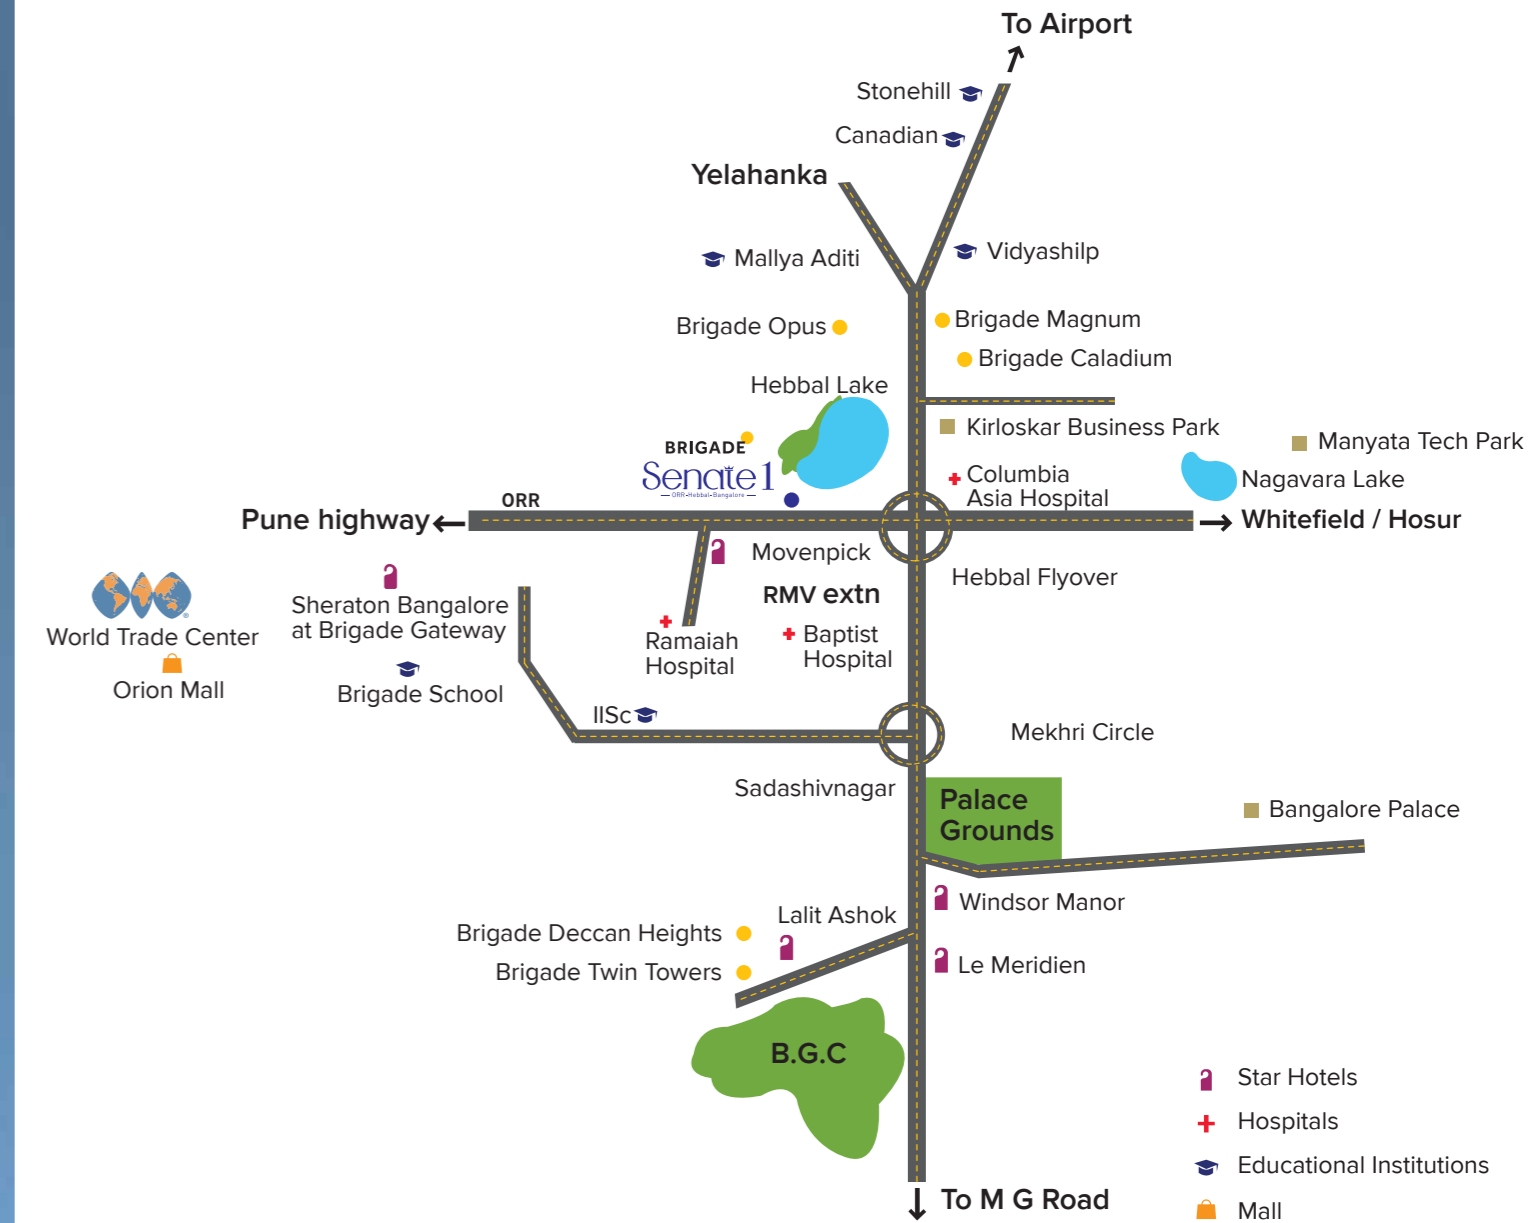 To Airport
Stonehill
Canadian
Yelahanka
Mallya Aditi
Vidyashilp
Brigade Opus
Brigade Magnum
Brigade Caladium
Hebbal Lake
Kirloskar Business Park
Manyata Tech Park
BRIGADE
Senate 1
ORR-Hebbal-Bangalore
Columbia
Asia Hospital
Nagavara Lake
ORR
Pune highway
Whitefield / Hosur
Movenpick
Hebbal Flyover
RMV extn
Sheraton Bangalore
at Brigade Gateway
World Trade Center
Orion Mall
Brigade School
Ramaiah
Hospital
Baptist
Hospital
IISc
Mekhri Circle
Sadashivnagar
Palace
Grounds
Bangalore Palace
Windsor Manor
Lalit Ashok
Brigade Deccan Heights
Brigade Twin Towers
Le Meridien
B.G.C
Star Hotels
Hospitals
Educational Institutions
Mall
To M G Road